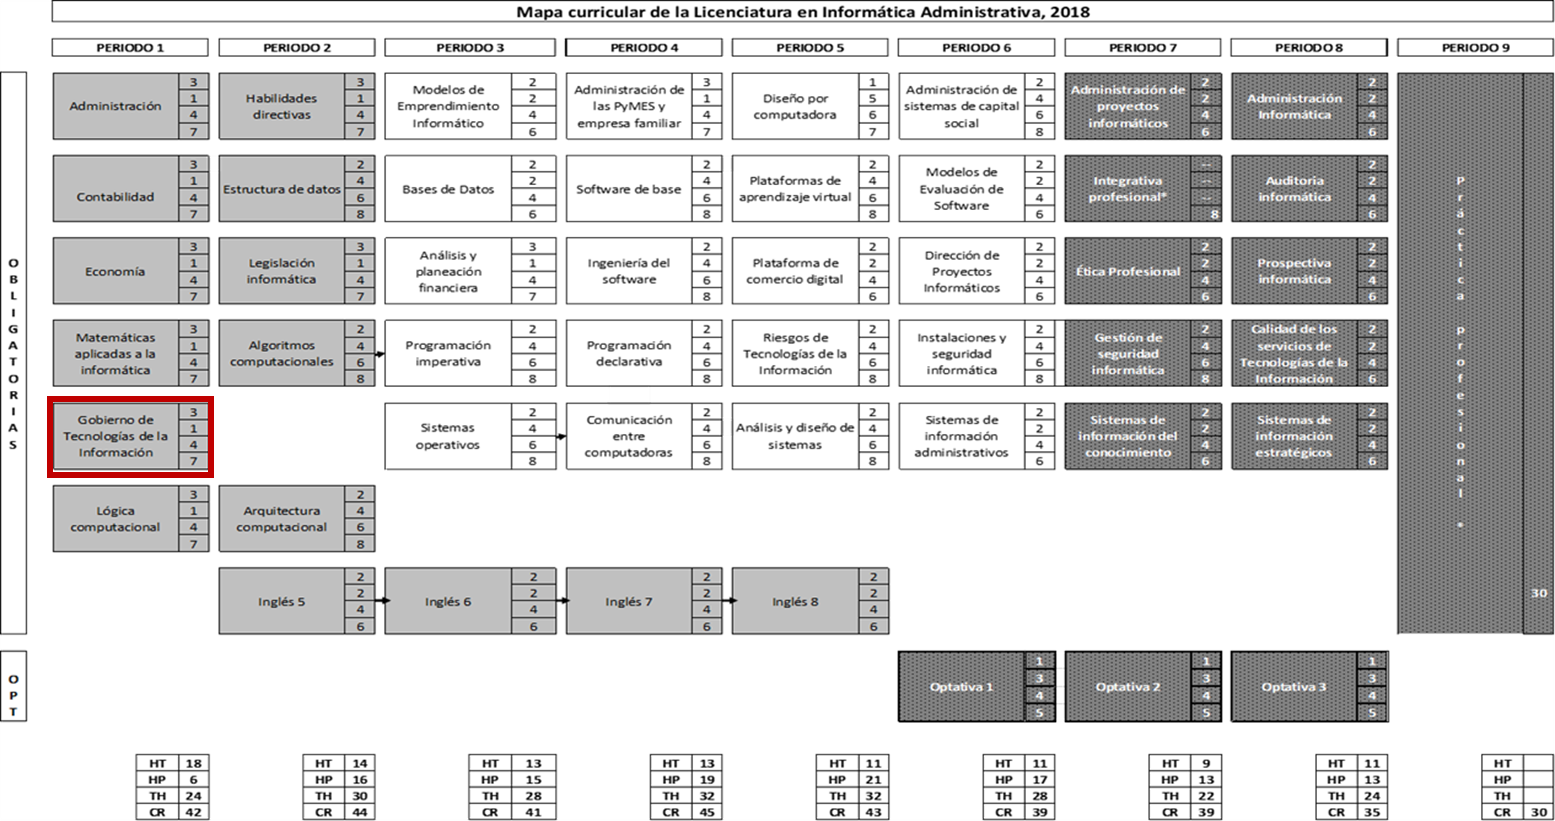 Mapa curricular de la Licenciatura en Informática Administrativa, 2018
PERIODO 1
PERIODO 2
PERIODO 3
PERIODO 4
PERIODO 5
PERIODO 6
PERIODO 7
PERIODO 8
PERIODO 9
OBLIGATORIAS
Administración
3
1
4
7
Habilidades
directivas
3
1
4
7
Modelos de
Emprendimiento
Informático
2
2
4
6
Administración de
las PyMES y
empresa familiar
3
1
4
7
Diseño por
computadora
1
5
6
7
Administración de
sistemas de capital
social
2
4
6
8
Administración de
proyectos
informáticos
2
2
4
6
Administración
Informática
2
2
4
6
Práctica profesional *
30
Contabilidad
3
1
4
7
Estructura de datos
2
4
6
8
Bases de Datos
2
2
4
6
Software de base
2
4
6
8
Plataformas de
aprendizaje virtual
2
4
6
8
Modelos de
Evaluación de
Software
2
2
4
6
Integrativa
profesional*
--
--
--
8
Auditoria
informática
2
2
4
6
Economía
3
1
4
7
Legislación
informática
3
1
4
7
Análisis y
planeación
financiera
3
1
4
7
Ingeniería del
software
2
4
6
8
Plataforma de
comercio digital
2
2
4
6
Dirección de
Proyectos
Informáticos
2
2
4
6
Ética Profesional
2
2
4
6
Prospectiva
informática
2
2
4
6
Matemáticas
aplicadas a la
informática
3
1
4
7
Algoritmos
computacionales
2
4
6
8
Programación
imperativa
2
4
6
8
Programación
declarativa
2
4
6
8
Riesgos de
Tecnologías de la
Información
2
4
6
8
Instalaciones y
seguridad
informática
2
4
6
8
Gestión de
seguridad
informática
2
4
6
8
Calidad de los
servicios de
Tecnologías de la
Información
2
2
4
6
Gobierno de
Tecnologías de la
Información
3
1
4
7
Sistemas
operativos
2
4
6
8
Comunicación
entre
computadoras
2
4
6
8
Análisis y diseño de
sistemas
2
4
6
8
Sistemas de
información
administrativos
2
2
4
6
Sistemas de
información del
conocimiento
2
2
4
6
Sistemas de
información
estratégicos
2
2
4
6
Lógica
computacional
3
1
4
7
Arquitectura
computacional
2
4
6
8
Inglés 5
2
2
4
6
Inglés 6
2
2
4
6
Inglés 7
2
2
4
6
Inglés 8
2
2
4
6
OPT
Optativa 1
1
3
4
5
Optativa 2
1
3
4
5
Optativa 3
1
3
4
5
HT 18
HP 6
TH 24
CR 42
HT 14
HP 16
TH 30
CR 44
HT 13
HP 15
TH 28
CR 41
HT 13
HP 19
TH 32
CR 45
HT 11
HP 21
TH 32
CR 43
HT 11
HP 17
TH 28
CR 39
HT 9
HP 13
TH 22
CR 39
HT 11
HP 13
TH 24
CR 35
HT
HP
TH
CR 30